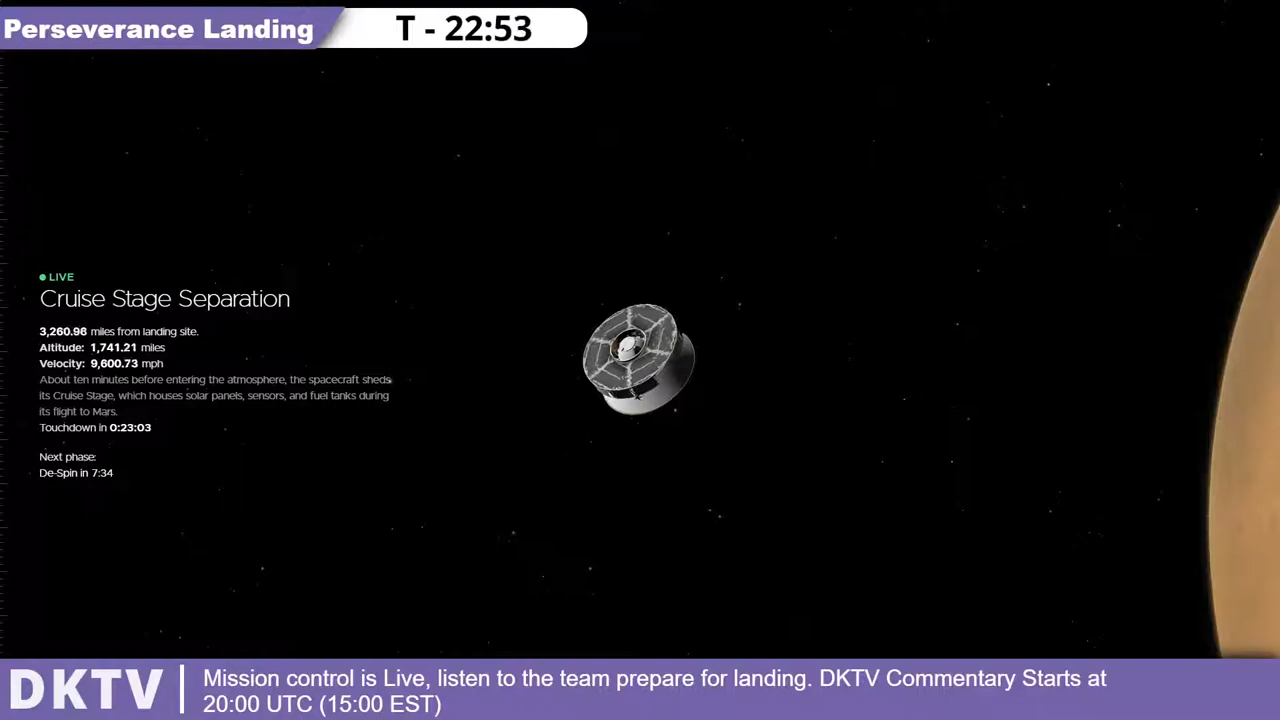 Perseverance Landing
T - 22:53
LIVE
Cruise Stage Separation
3,260.98 miles from landing site.
Altitude: 1,741.21 miles
Velocity: 9,600.73 mph
About ten minutes before entering the atmosphere, the spacecraft sheds
its Cruise Stage, which houses solar panels, sensors, and fuel tanks during
its flight to Mars.
Touchdown in 0:23:03
Next phase:
De-Spin in 7:34
DKTV
Mission control is Live, listen to the team prepare for landing. DKTV Commentary Starts at
20:00 UTC (15:00 EST)